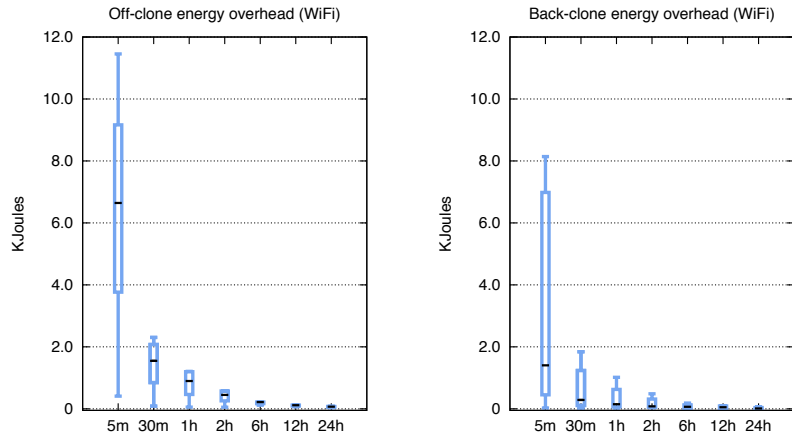 Off-clone energy overhead (WiFi)
12.0
10.0
8.0
6.0
4.0
2.0
0
KJoules
5m 30m 1h 2h 6h 12h 24h
Back-clone energy overhead (WiFi)
12.0
10.0
8.0
6.0
4.0
2.0
0
KJoules
5m 30m 1h 2h 6h 12h 24h